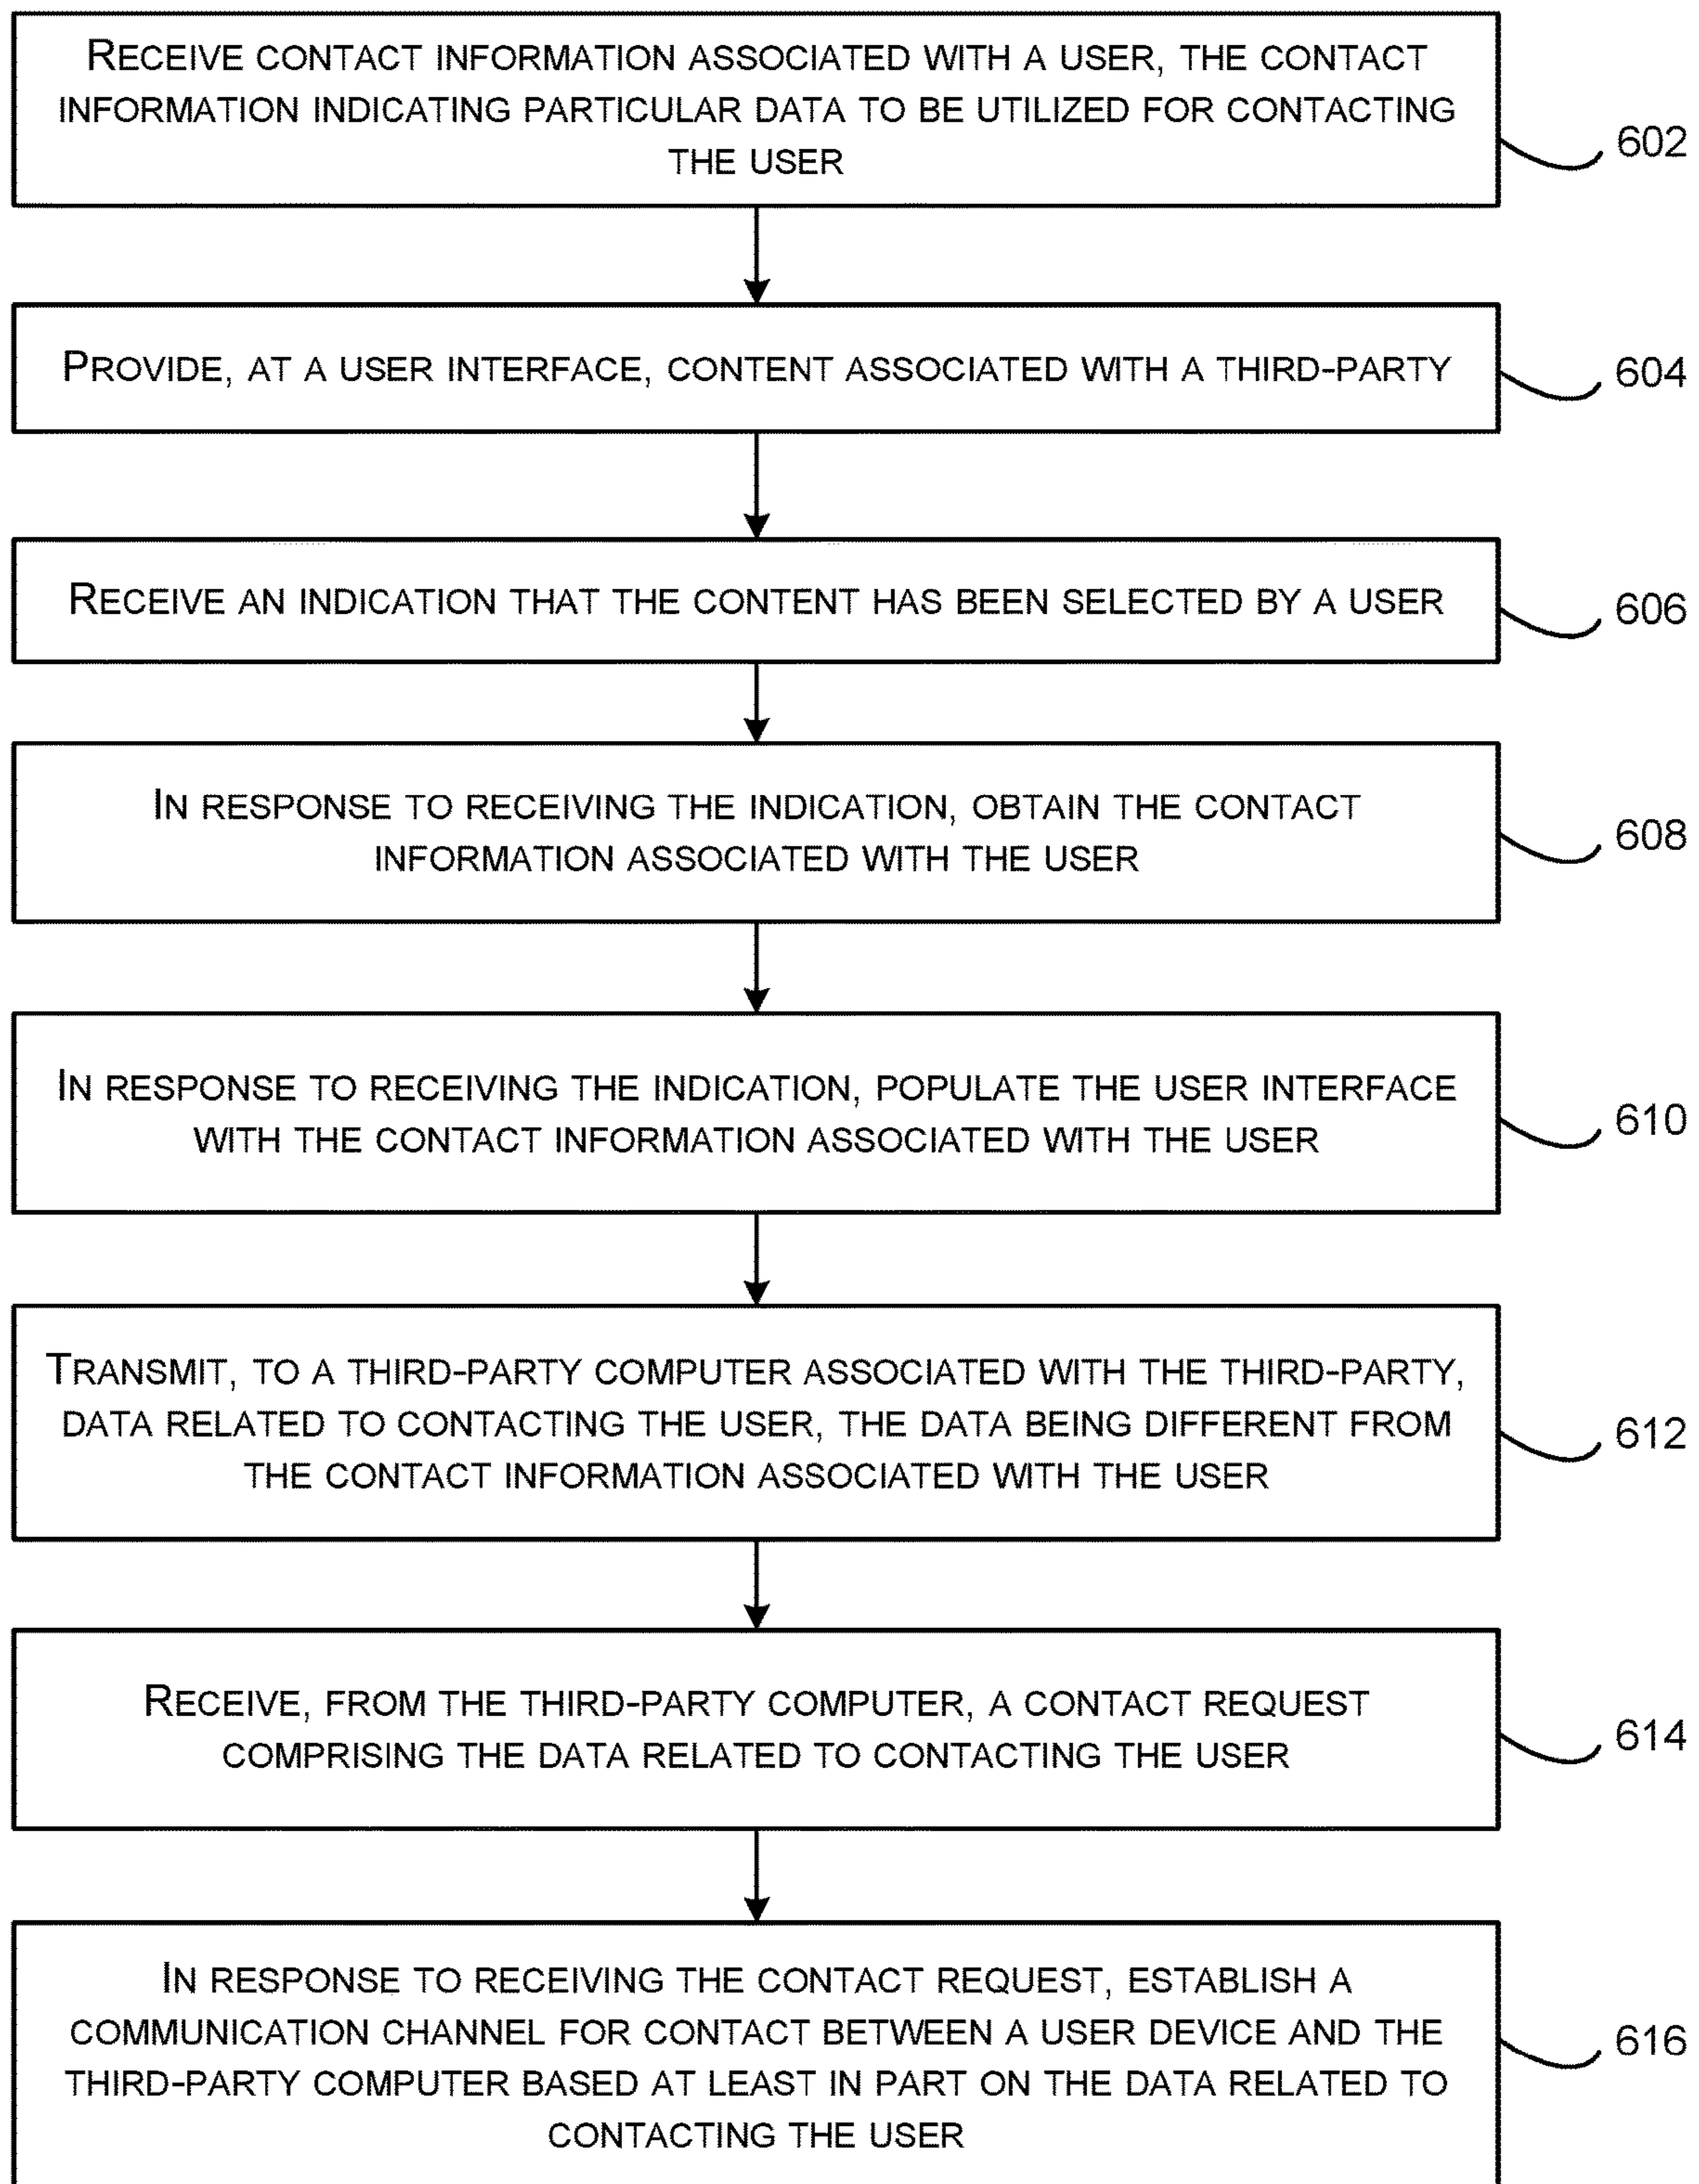 RECEIVE CONTACT INFORMATION ASSOCIATED WITH A USER, THE CONTACT
INFORMATION INDICATING PARTICULAR DATA TO BE UTILIZED FOR CONTACTING
THE USER
602
PROVIDE, AT A USER INTERFACE, CONTENT ASSOCIATED WITH A THIRD-PARTY
604
RECEIVE AN INDICATION THAT THE CONTENT HAS BEEN SELECTED BY A USER
606
IN RESPONSE TO RECEIVING THE INDICATION, OBTAIN THE CONTACT
INFORMATION ASSOCIATED WITH THE USER
608
IN RESPONSE TO RECEIVING THE INDICATION, POPULATE THE USER INTERFACE
WITH THE CONTACT INFORMATION ASSOCIATED WITH THE USER
610
TRANSMIT, TO A THIRD-PARTY COMPUTER ASSOCIATED WITH THE THIRD-PARTY,
DATA RELATED TO CONTACTING THE USER, THE DATA BEING DIFFERENT FROM
THE CONTACT INFORMATION ASSOCIATED WITH THE USER
612
RECEIVE, FROM THE THIRD-PARTY COMPUTER, A CONTACT REQUEST
COMPRISING THE DATA RELATED TO CONTACTING THE USER
614
IN RESPONSE TO RECEIVING THE CONTACT REQUEST, ESTABLISH A
COMMUNICATION CHANNEL FOR CONTACT BETWEEN A USER DEVICE AND THE
THIRD-PARTY COMPUTER BASED AT LEAST IN PART ON THE DATA RELATED TO
CONTACTING THE USER
616